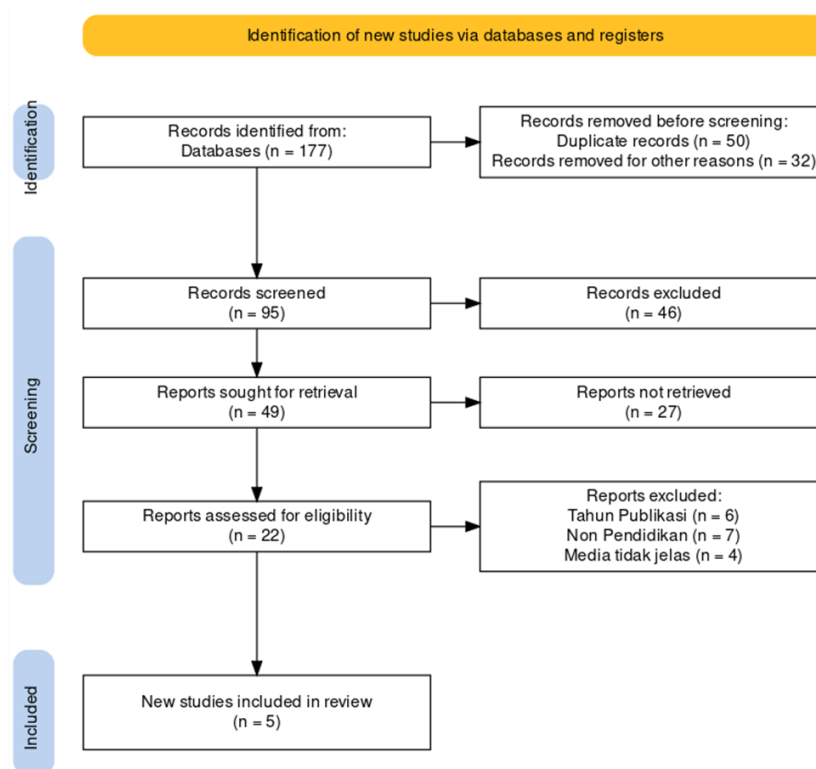 Identification of new studies via databases and registers
Identification
Records identified from:
Databases (n = 177)
Records removed before screening:
Duplicate records (n = 50)
Records removed for other reasons (n = 32)
Screening
Records screened
(n = 95)
Records excluded
(n = 46)
Reports sought for retrieval
(n = 49)
Reports not retrieved
(n = 27)
Reports assessed for eligibility
(n = 22)
Reports excluded:
Tahun Publikasi (n = 6)
Non Pendidikan (n = 7)
Media tidak jelas (n = 4)
Included
New studies included in review
(n = 5)